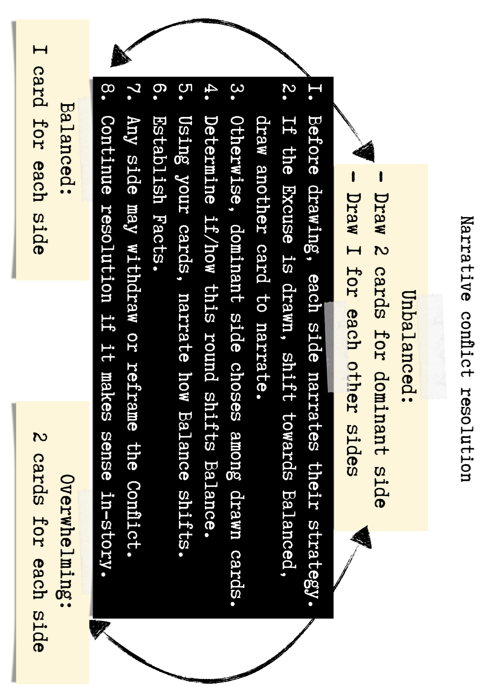 Narrative conflict resolution
Unbalanced:
- Draw 2 cards for dominant side
- Draw I for each other sides
I. Before drawing, each side narrates their strategy.
2. If the Excuse is drawn, shift towards Balanced,
draw another card to narrate.
3. Otherwise, dominant side choses among drawn cards.
4. Determine if/how this round shifts Balance.
5. Using your cards, narrate how Balance shifts.
6. Establish Facts.
7. Any side may withdraw or reframe the Conflict.
8. Continue resolution if it makes sense in-story.
Balanced:
I card for each side
Overwhelming:
2 cards for each side